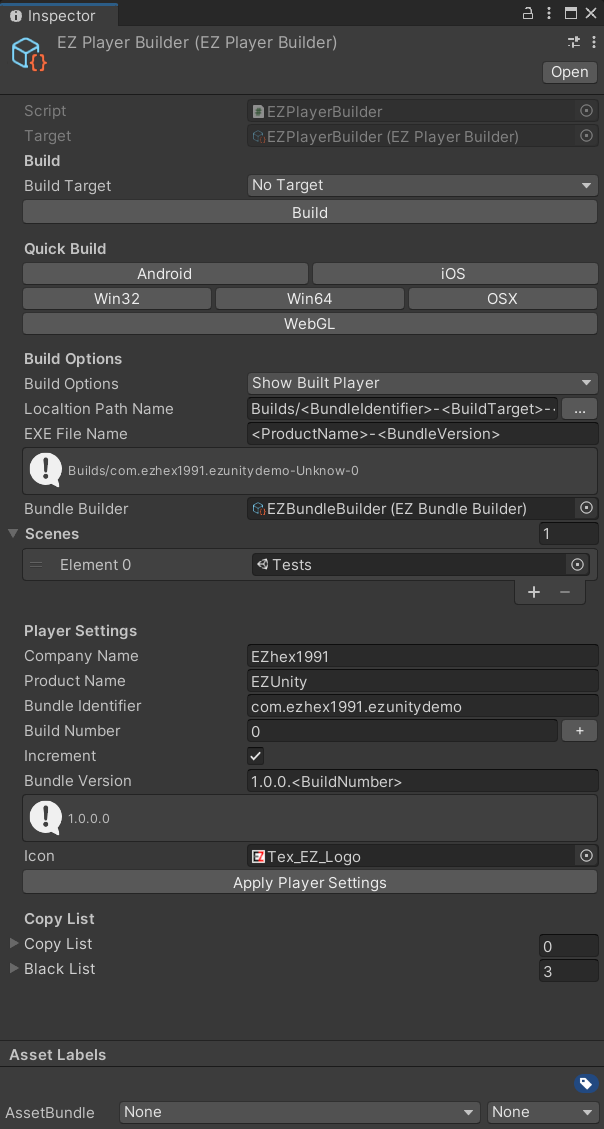 Inspector
EZ Player Builder (EZ Player Builder)
Open
Script EZPlayerBuilder
Target EZPlayerBuilder (EZ Player Builder)
Build
Build Target No Target
Build
Quick Build
Android iOS
Win32 Win64 OSX
WebGL
Build Options
Build Options Show Built Player
Localtion Path Name Builds/<BundleIdentifier>-<BuildTarget>- ...
EXE File Name <ProductName>-<BundleVersion>
Builds/com.ezhex1991.ezunitydemo-Unknow-0
Bundle Builder EZBundleBuilder (EZ Bundle Builder)
Scenes 1
Element 0 Tests
+ −
Player Settings
Company Name EZhex1991
Product Name EZUnity
Bundle Identifier com.ezhex1991.ezunitydemo
Build Number 0 +
Increment
Bundle Version 1.0.0.<BuildNumber>
1.0.0.0
Icon EZ Tex_EZ_Logo
Apply Player Settings
Copy List
Copy List 0
Black List 3
Asset Labels
AssetBundle None None